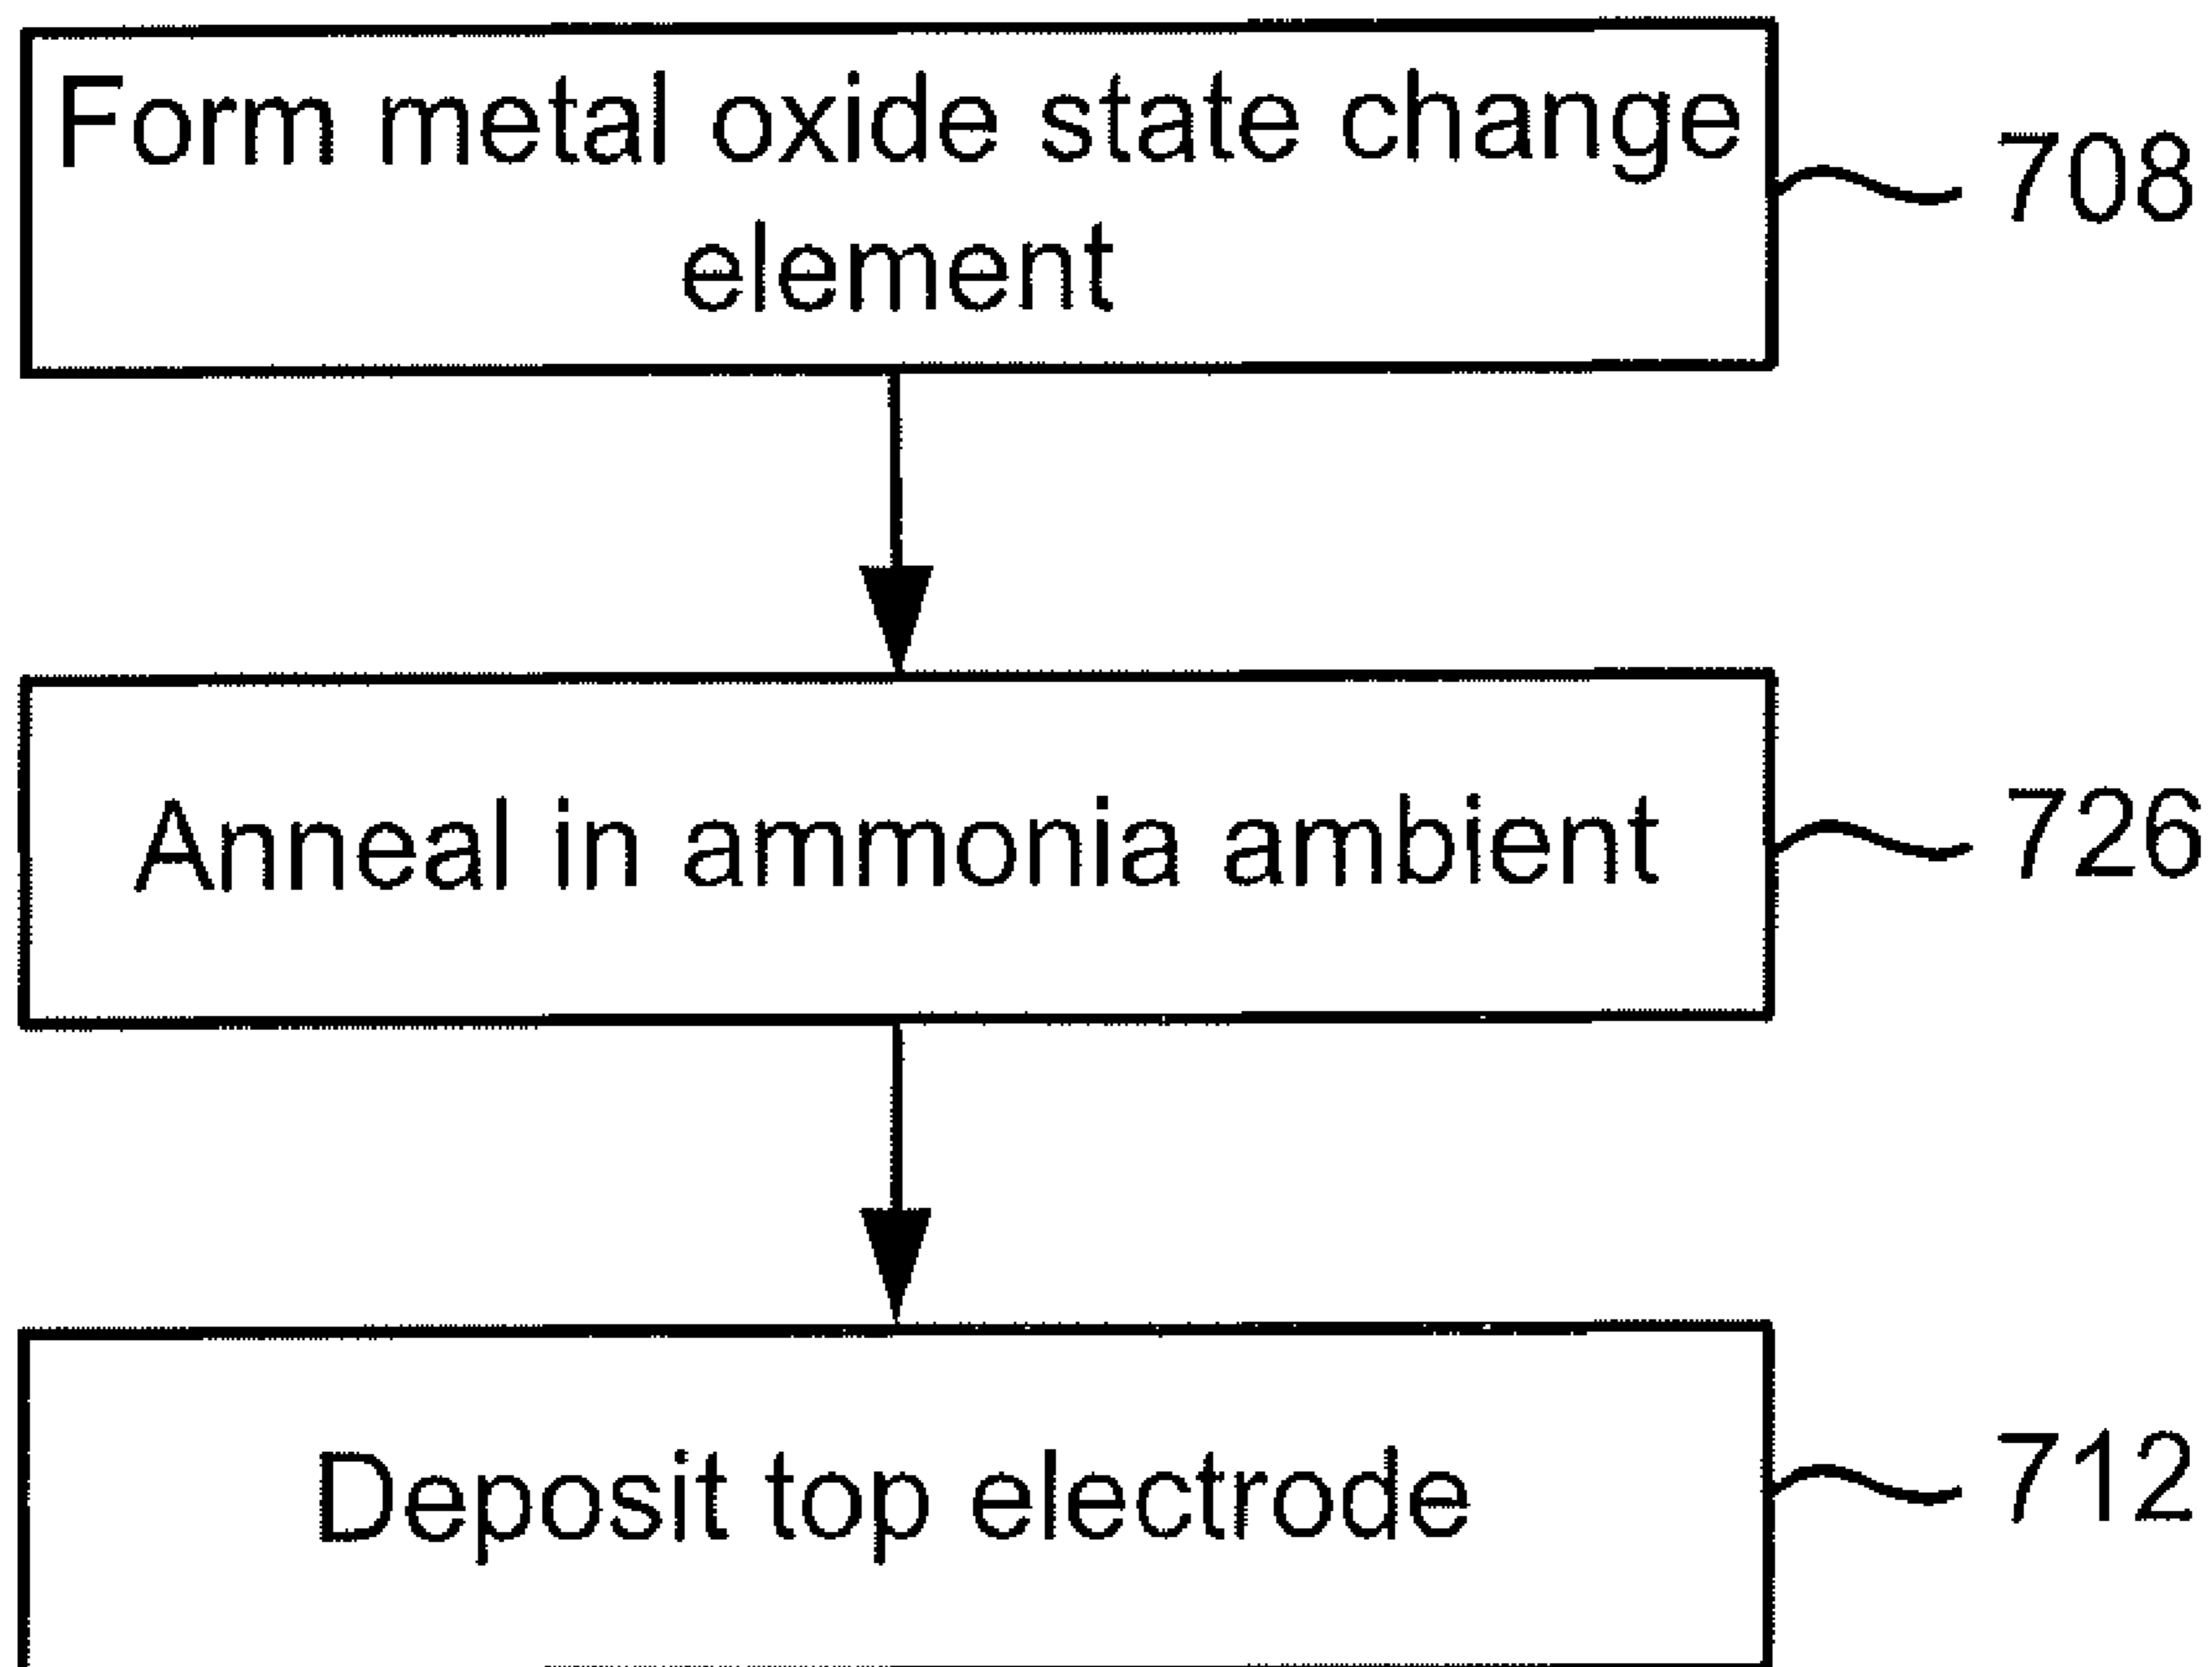 Form metal oxide state change
element
708
Anneal in ammonia ambient
726
Deposit top electrode
712